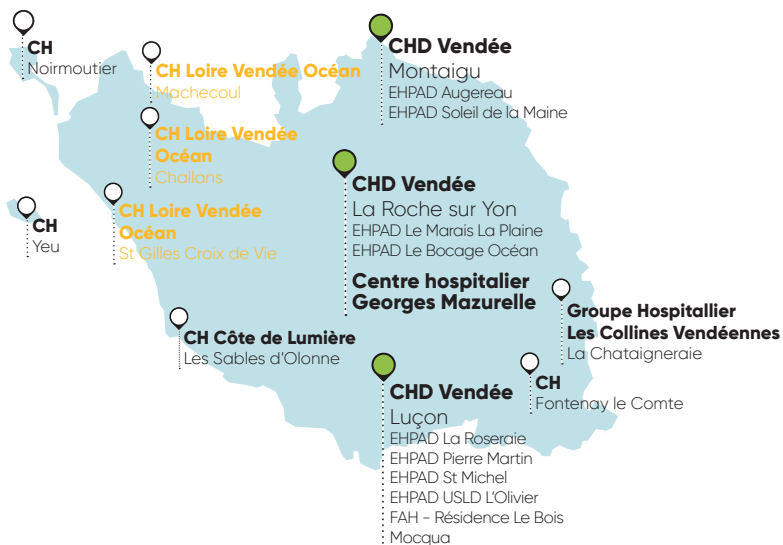 CH
Noirmoutier
CH Loire Vendée Océan
Machecoul
CHD Vendée
Montaigu
EHPAD Augereau
EHPAD Soleil de la Maine
CH Loire Vendée
Océan
Challans
CHD Vendée
La Roche sur Yon
EHPAD Le Marais La Plaine
EHPAD Le Bocage Océan
Centre hospitalier
Georges Mazurelle
CH
Yeu
CH Loire Vendée
Océan
St Gilles Croix de Vie
CH Côte de Lumière
Les Sables d'Olonne
Groupe Hospitallier
Les Collines Vendéennes
La Chataigneraie
CH
Fontenay le Comte
CHD Vendée
Luçon
EHPAD La Roseraie
EHPAD Pierre Martin
EHPAD St Michel
EHPAD USLD L'Olivier
FAH - Résidence Le Bois
Mocqua